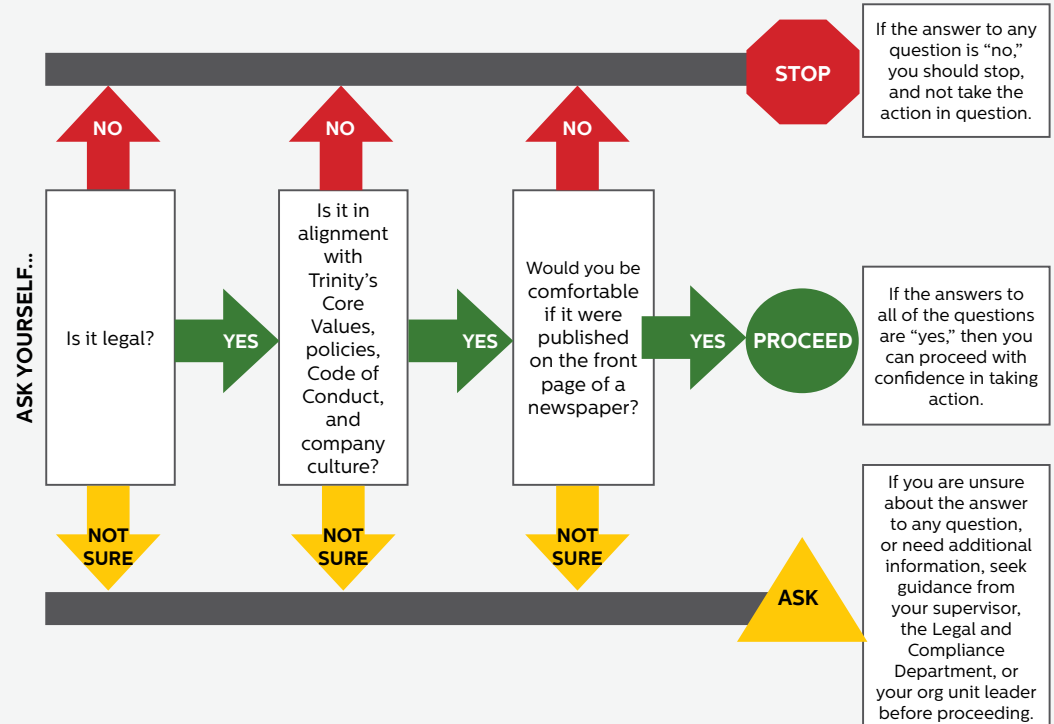 ASK YOURSELF...
NO
NO
NO
STOP
If the answer to any
question is “no,”
you should stop,
and not take the
action in question.
Is it legal?
YES
Is it in
alignment
with
Trinity’s
Core
Values,
policies,
Code of
Conduct,
and
company
culture?
YES
Would you be
comfortable
if it were
published
on the front
page of a
newspaper?
YES
PROCEED
If the answers to
all of the questions
are “yes,” then you
can proceed with
confidence in taking
action.
NOT
SURE
NOT
SURE
NOT
SURE
ASK
If you are unsure
about the answer
to any question,
or need additional
information, seek
guidance from
your supervisor,
the Legal and
Compliance
Department, or
your org unit leader
before proceeding.